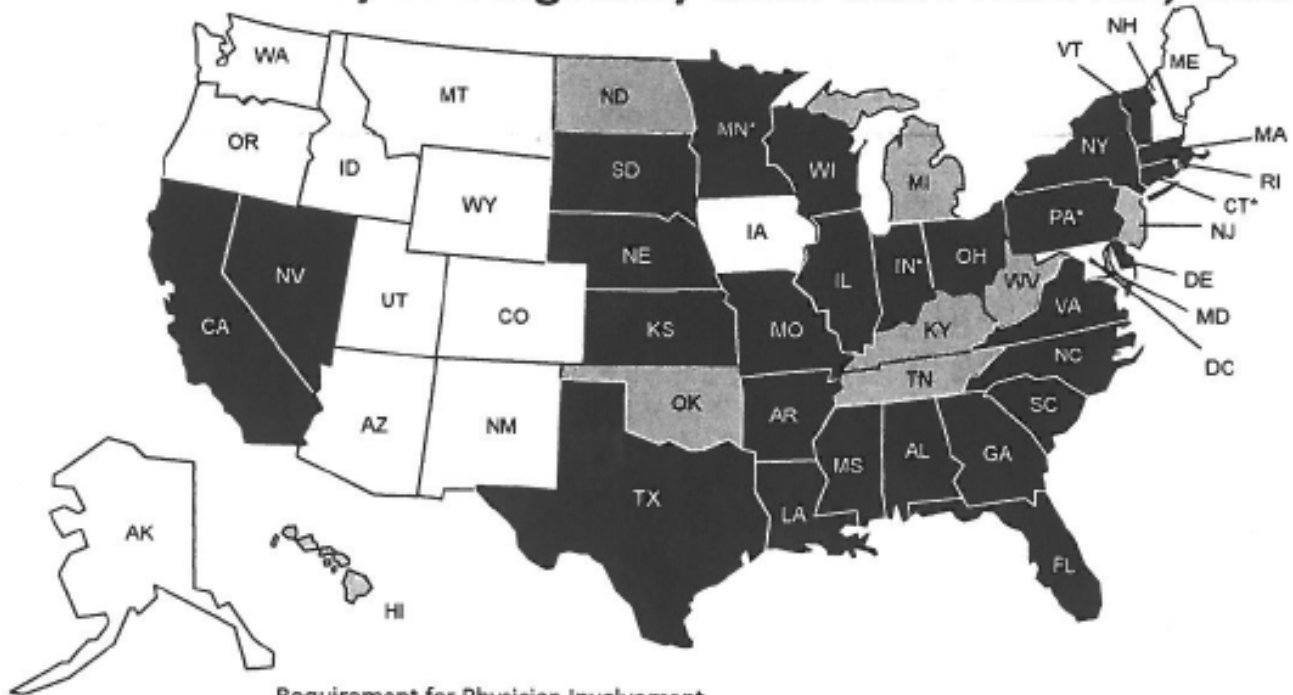 NH
VT
WA
ME
MT
ND
MN*
OR
MA
NY
ID
SD
WI
MI
RI
WY
CT*
PA*
IA
NJ
NE
OH
IN*
IL
DE
NV
WV
UT
VA
CO
CA
KS
MO
KY
MD
NC
DC
TN
OK
AR
SC
AZ
NM
AL
GA
MS
TX
LA
AK
FL
HI
Requirement for Physician Involvement